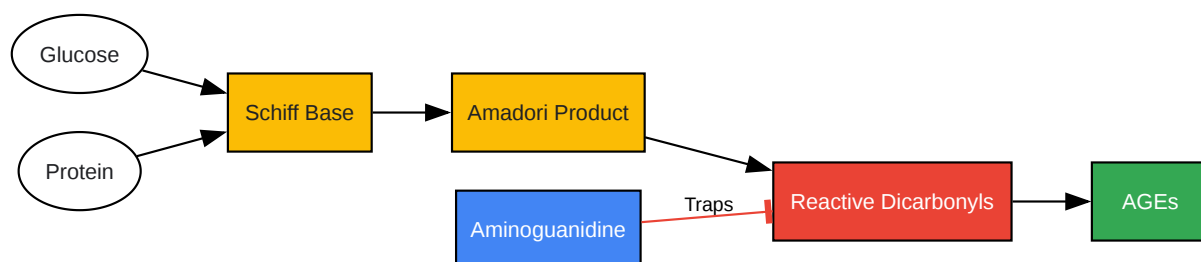 Glucose
Protein
Schiff Base
Amadori Product
Aminoguanidine
Traps
Reactive Dicarbonyls
AGEs